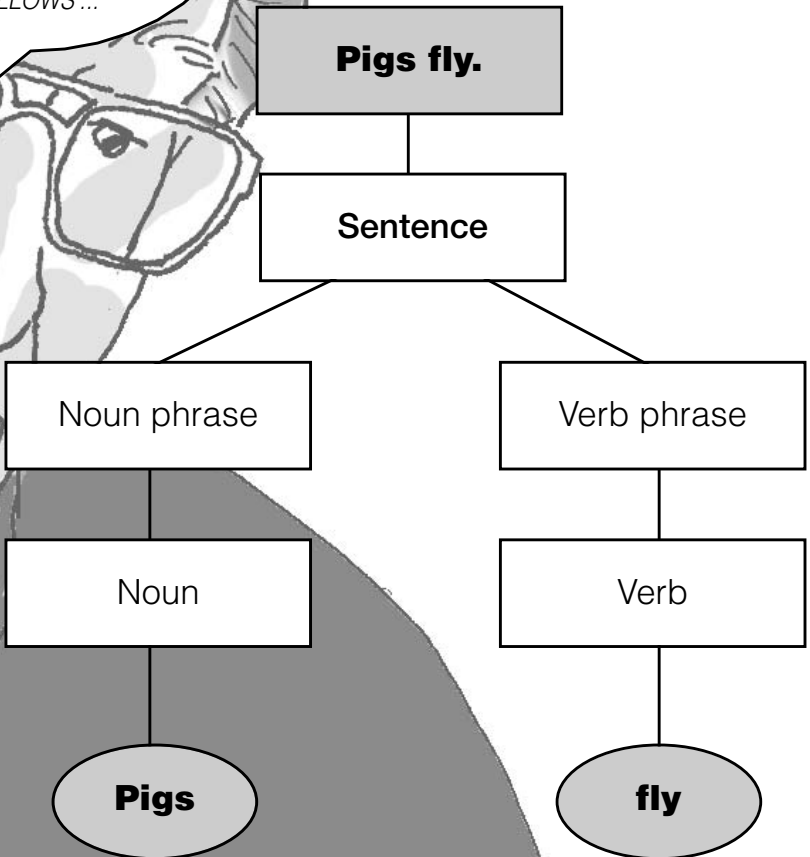 Pigs fly.
Sentence
Noun phrase
Verb phrase
Noun
Verb
Pigs
fly